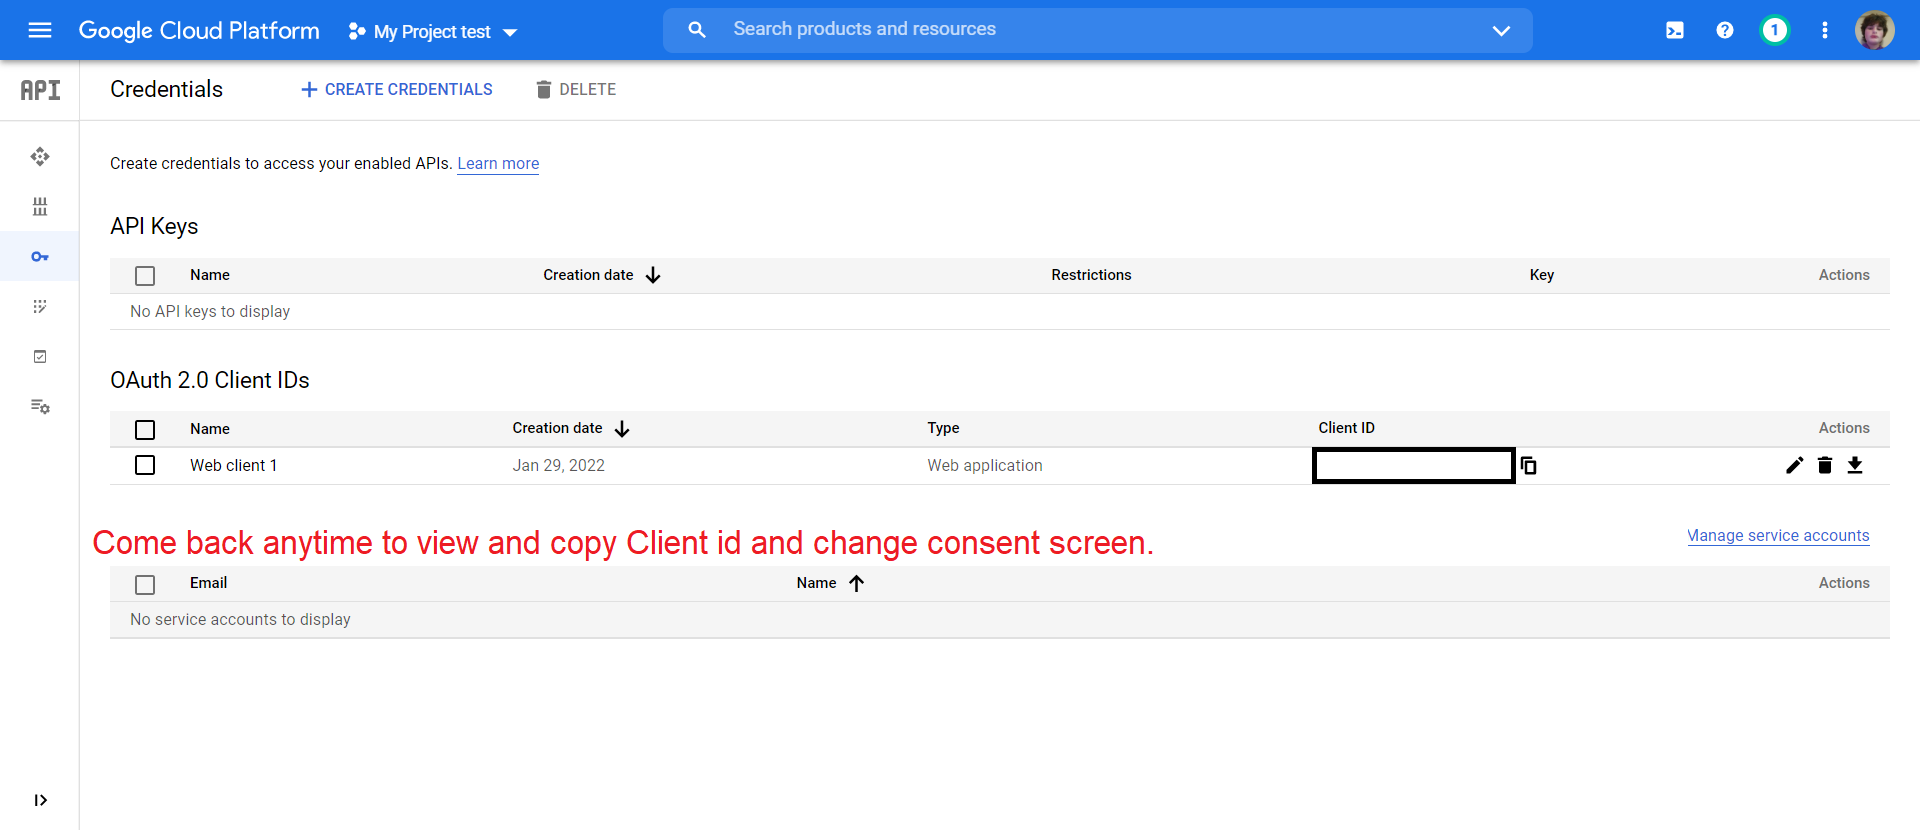 Google Cloud Platform
My Project test
Search products and resources
1
API
Credentials
CREATE CREDENTIALS
DELETE
Create credentials to access your enabled APIs. Learn more
API Keys
Name Creation date Restrictions Key Actions
No API keys to display
OAuth 2.0 Client IDs
Name Creation date Type Client ID Actions
Web client 1 Jan 29, 2022 Web application
Come back anytime to view and copy Client id and change consent screen.
Manage service accounts
Email Name Actions
No service accounts to display